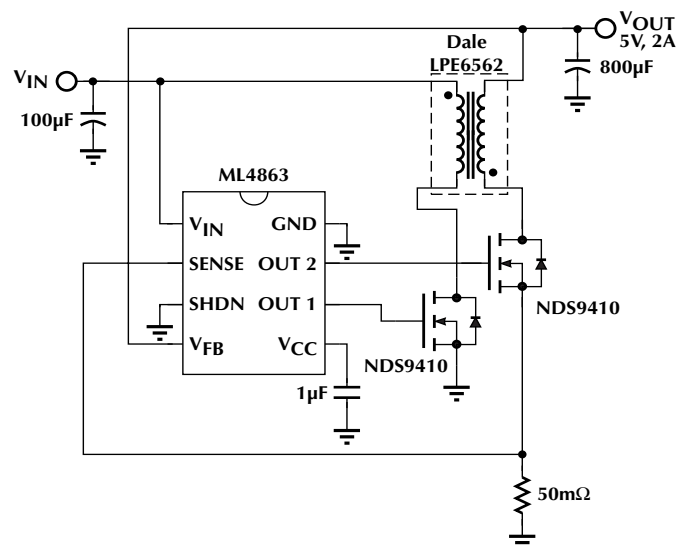 VOUT
5V, 2A
Dale
LPE6562
800µF
VIN
100µF
ML4863
VIN
GND
SENSE
OUT 2
SHDN
OUT 1
VFB
VCC
NDS9410
NDS9410
1µF
50mΩ